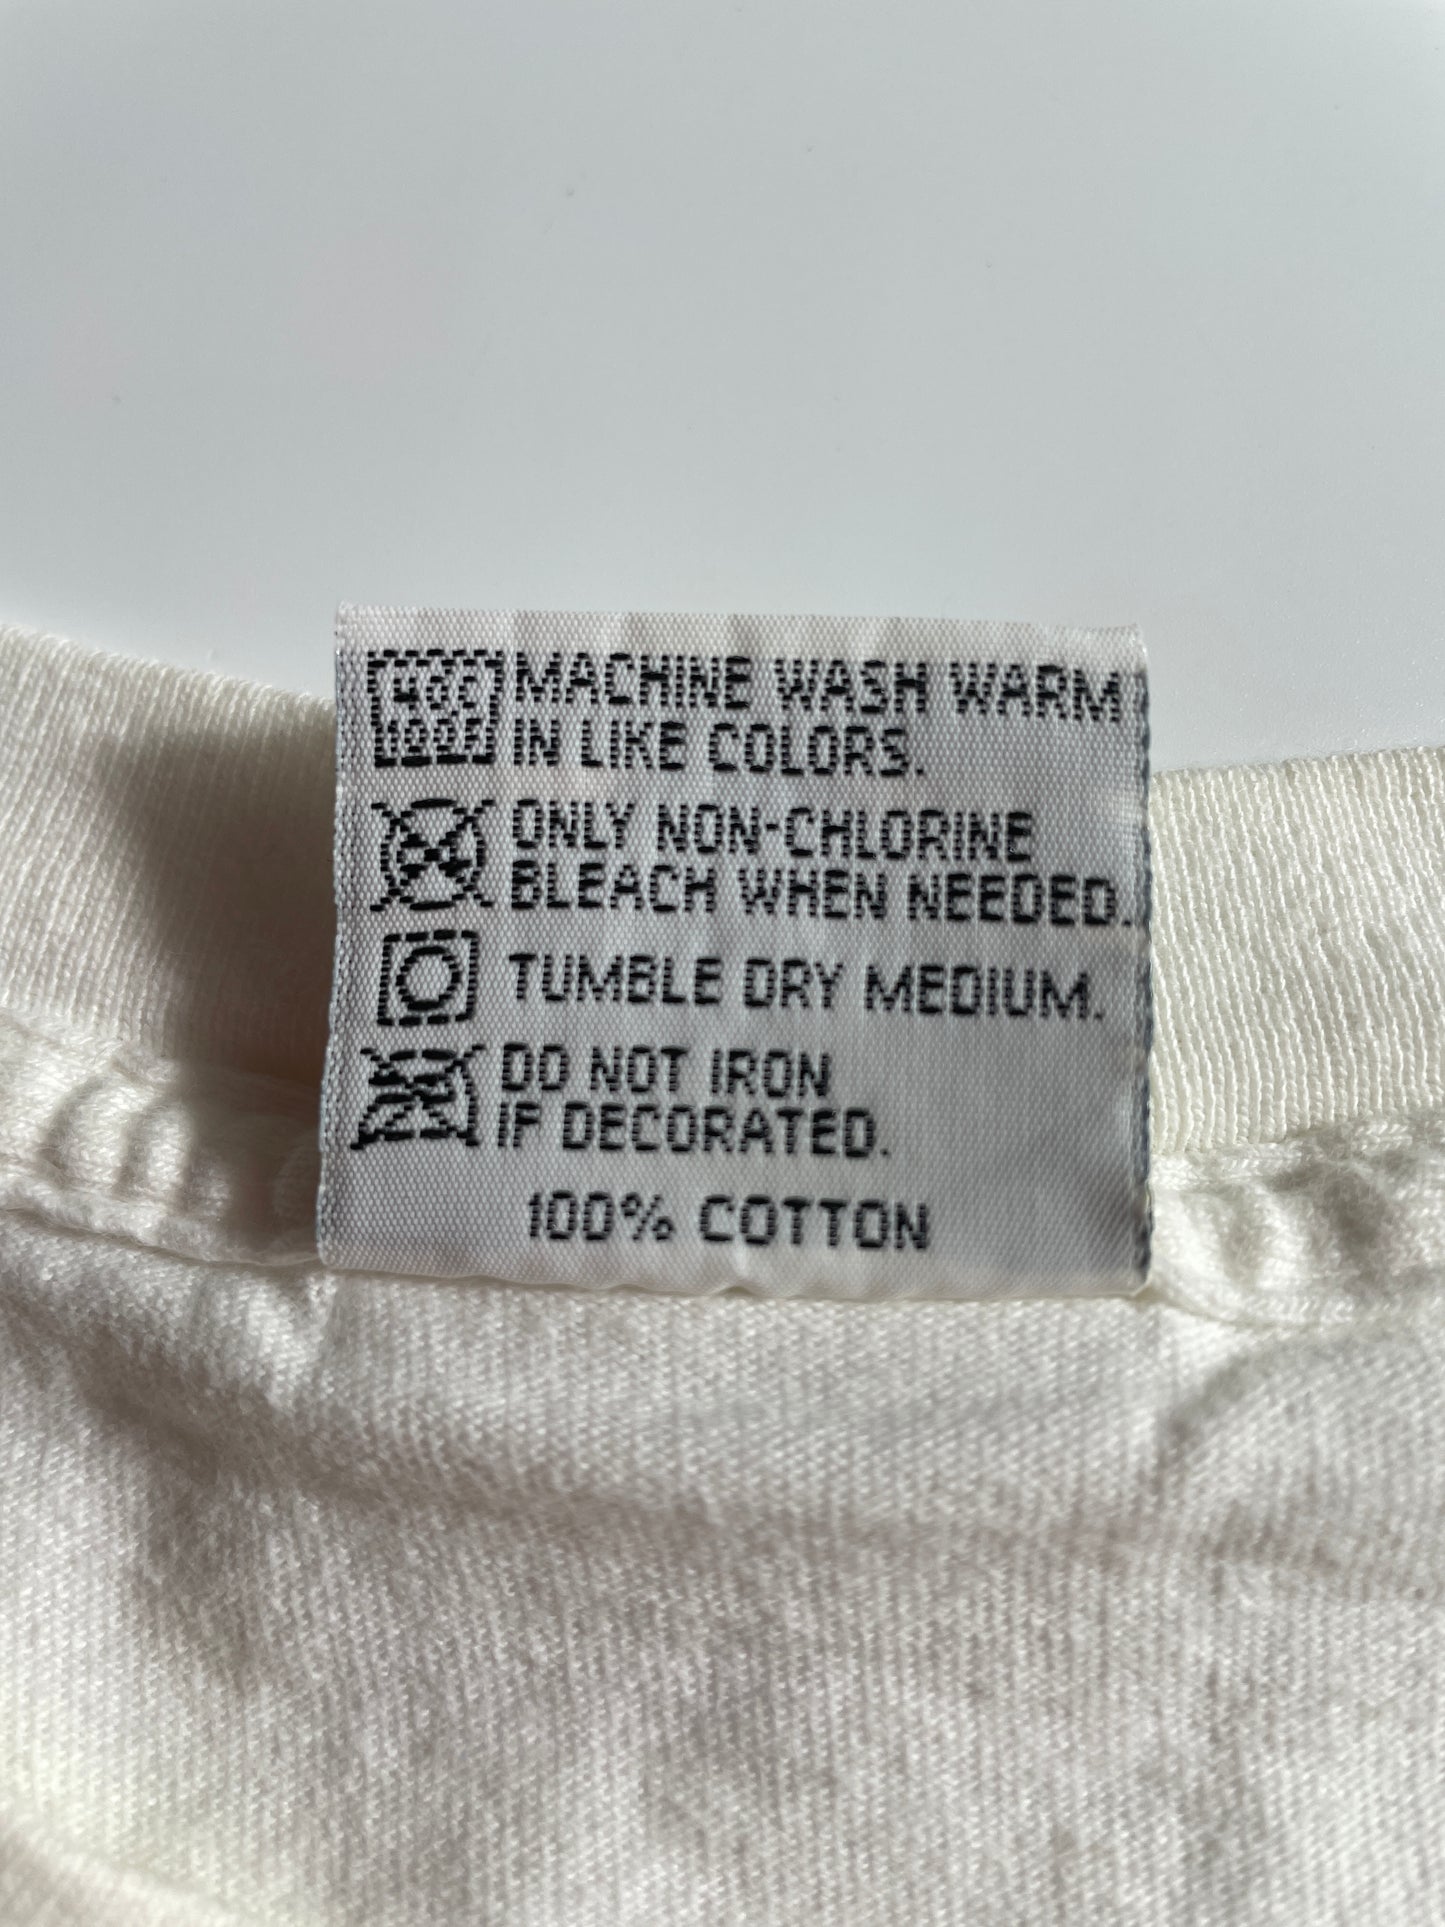 MACHINE WASH WARM
IN LIKE COLORS.
ONLY NON-CHLORINE
BLEACH WHEN NEEDED.
TUMBLE DRY MEDIUM.
DO NOT IRON
IF DECORATED.
100% COTTON